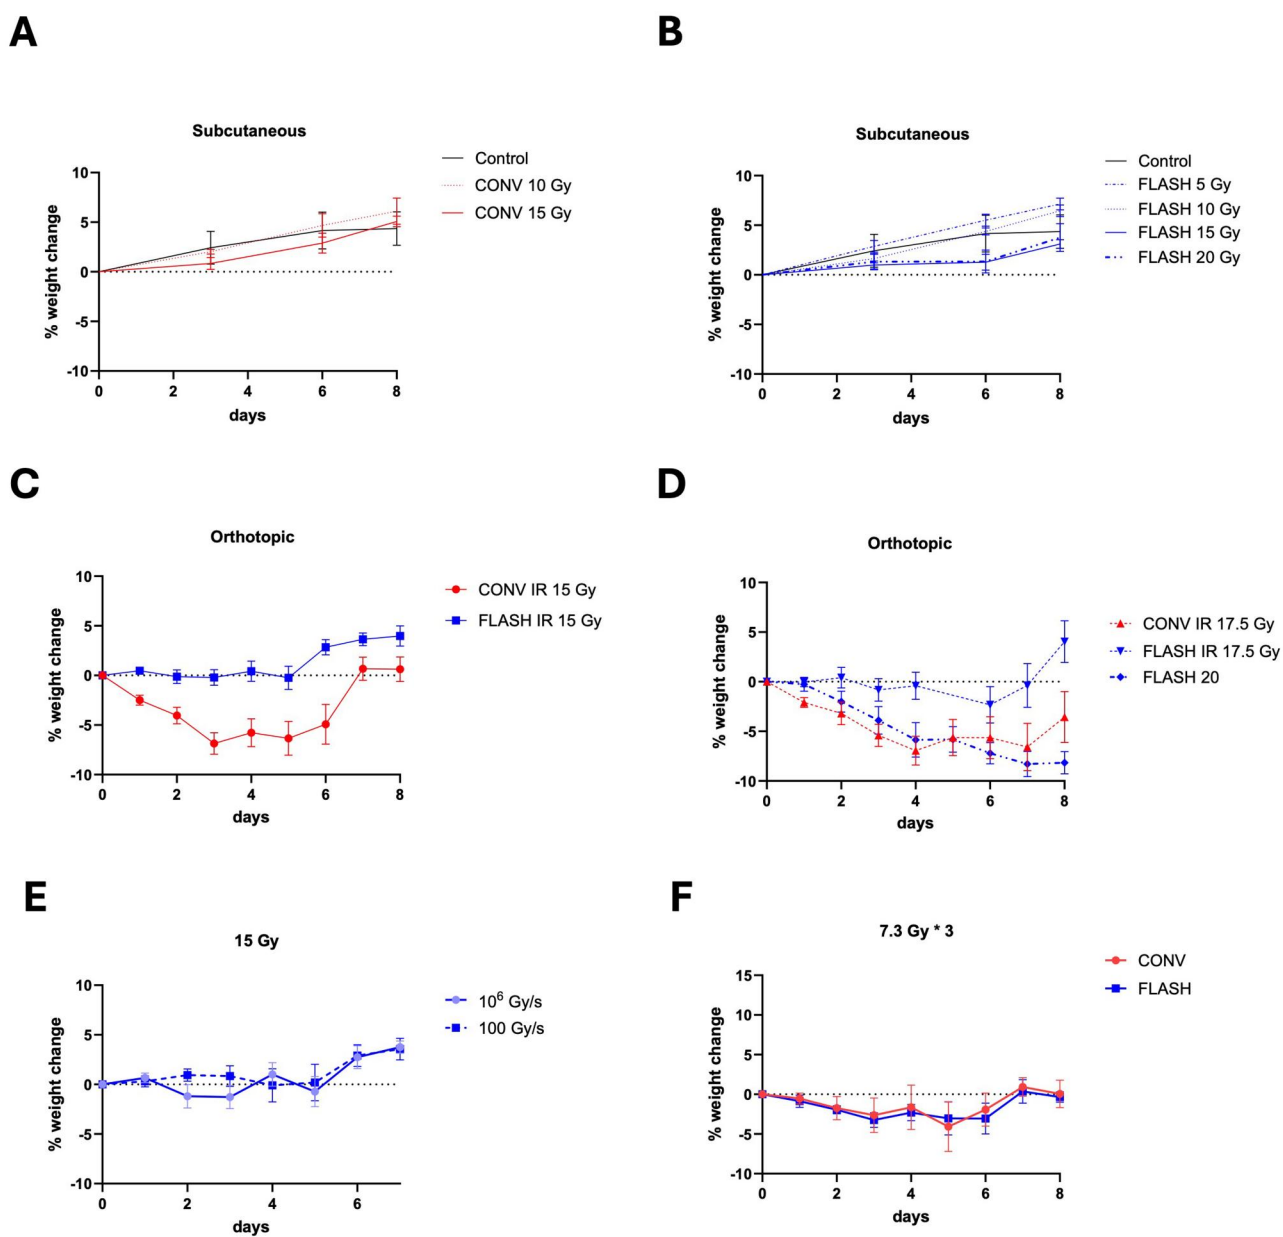 A
Subcutaneous
% weight change
10
5
0
-5
-10
0 2 4 6 8
days
Control
CONV 10 Gy
CONV 15 Gy
B
Subcutaneous
% weight change
10
5
0
-5
-10
0 2 4 6 8
days
Control
FLASH 5 Gy
FLASH 10 Gy
FLASH 15 Gy
FLASH 20 Gy
C
Orthotopic
% weight change
10
5
0
-5
-10
0 2 4 6 8
days
CONV IR 15 Gy
FLASH IR 15 Gy
D
Orthotopic
% weight change
10
5
0
-5
-10
0 2 4 6 8
days
CONV IR 17.5 Gy
FLASH IR 17.5 Gy
FLASH 20
E
15 Gy
% weight change
10
5
0
-5
-10
0 2 4 6
days
10⁶ Gy/s
100 Gy/s
F
7.3 Gy * 3
% weight change
15
10
5
0
-5
-10
0 2 4 6 8
days
CONV
FLASH